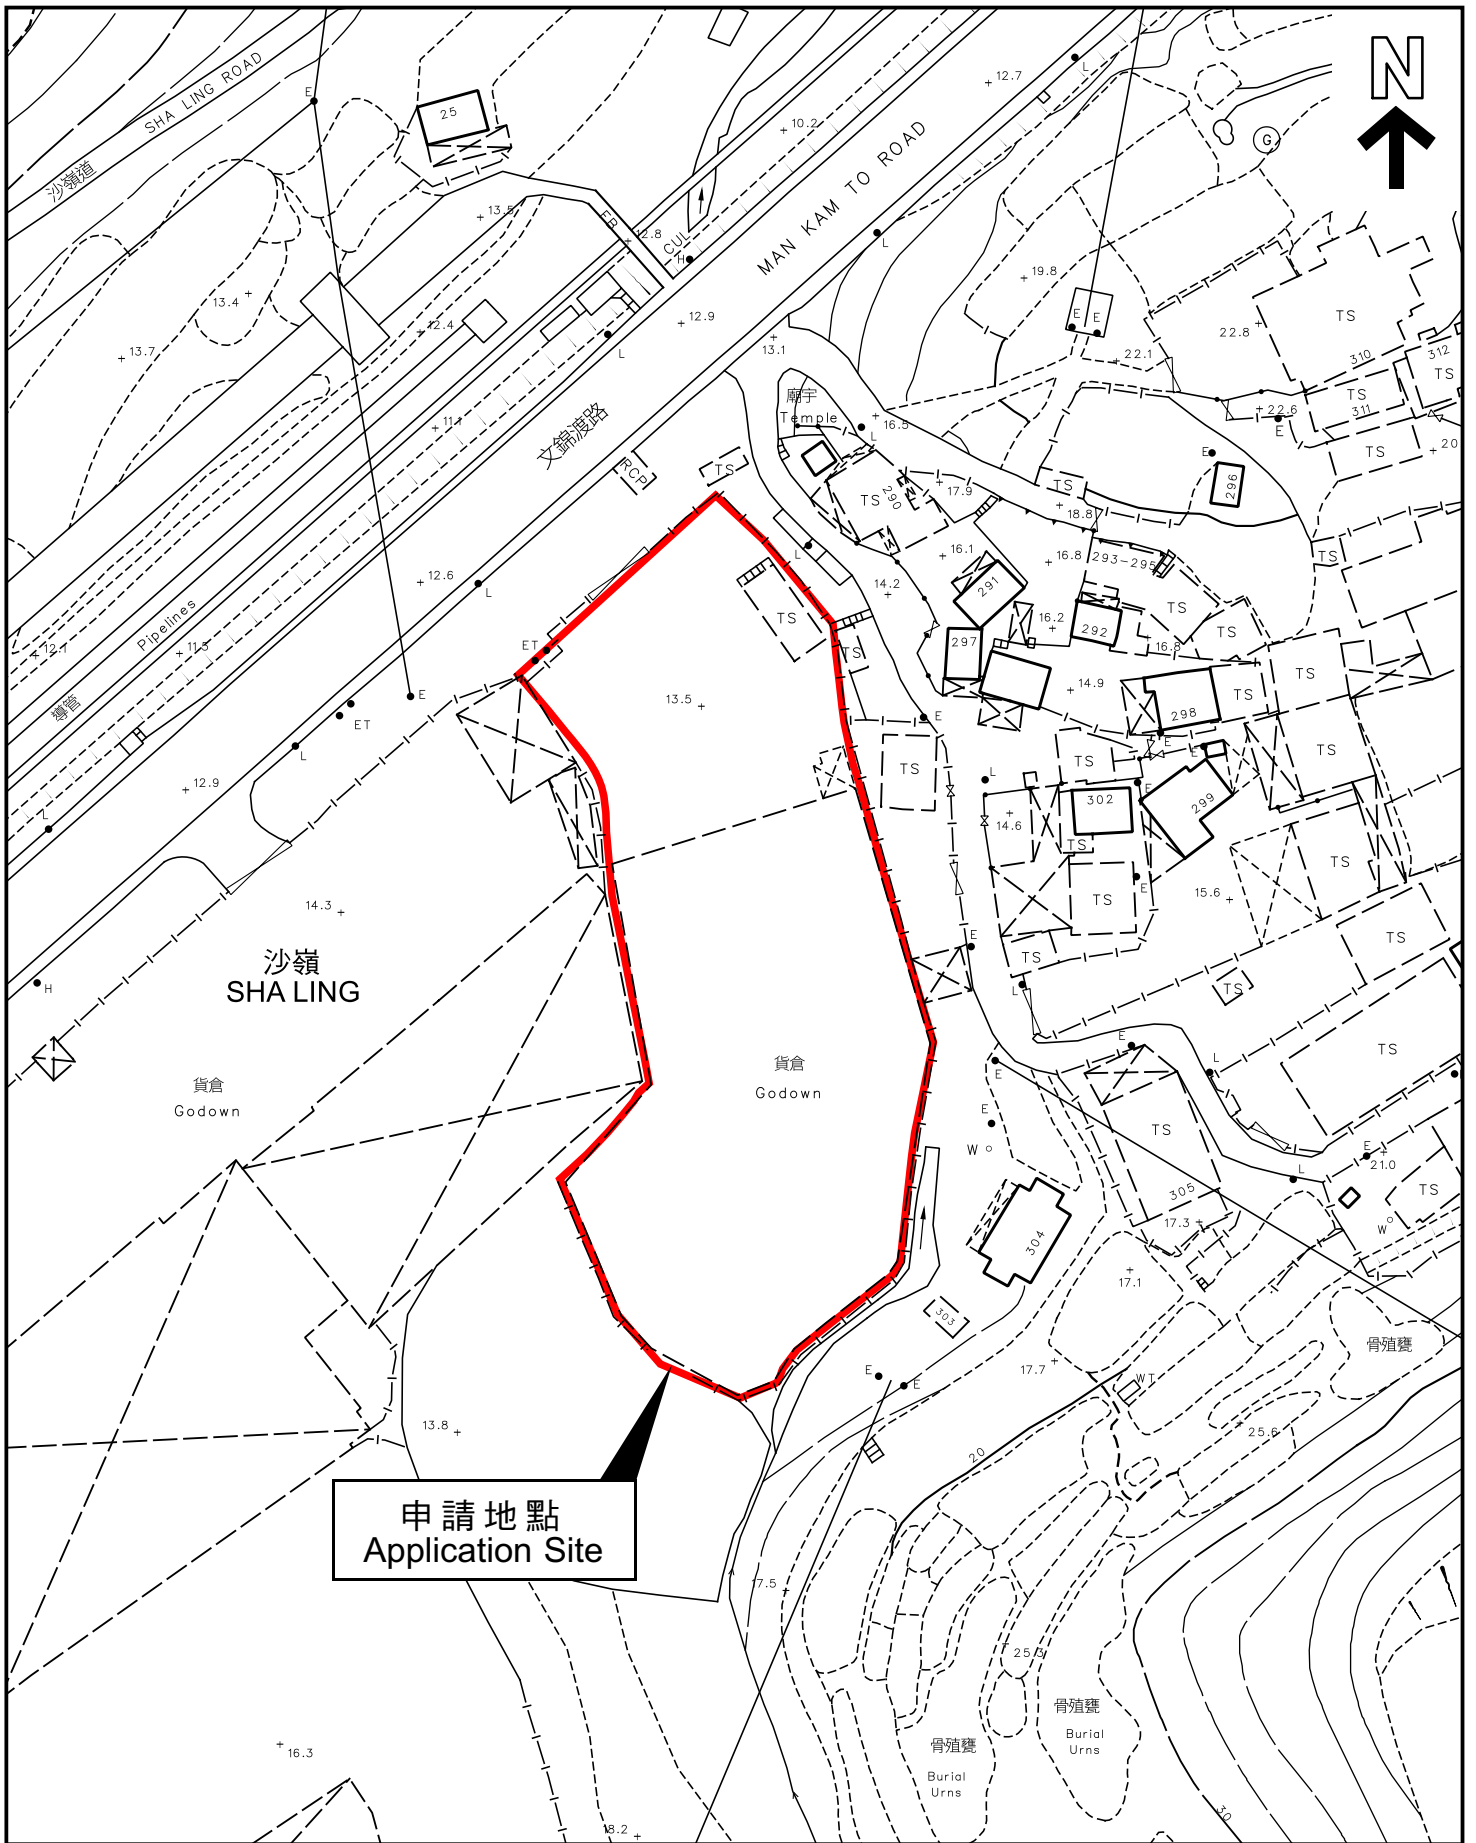 N
SHA LING ROAD
沙嶺道
E
25
12.7
L
10.2
MAN KAM TO ROAD
G
13.5
FB
12.8
CUL
H
L
13.4
12.4
12.9
13.1
19.8
E
E
22.8
TS
310
312
TS
13.7
11.1
L
22.1
TS
311
廟宇
Temple
16.5
L
22.6
E
TS
20
文錦渡路
RCP
TS
TS
290
17.9
TS
18.8
E
296
12.6
L
L
16.1
16.8
293-295
TS
14.2
291
TS
Pipelines
導管
12.1
11.5
ET
TS
TS
297
16.2
292
16.8
TS
TS
TS
13.5
14.9
298
TS
E
ET
L
E
TS
E
E
TS
TS
12.9
L
L
302
E
299
14.6
TS
TS
14.3
E
TS
15.6
沙嶺
SHA LING
H
E
TS
TS
L
TS
貨倉
Godown
貨倉
Godown
E
E
L
TS
E
W
TS
E
21.0
L
TS
305
17.3
W
304
17.1
303
骨殖甕
17.7
E
WT
13.8
25.6
20
申請地點
Application Site
17.5
25.3
骨殖甕
Burial
Urns
骨殖甕
Burial
Urns
16.3
30
18.2